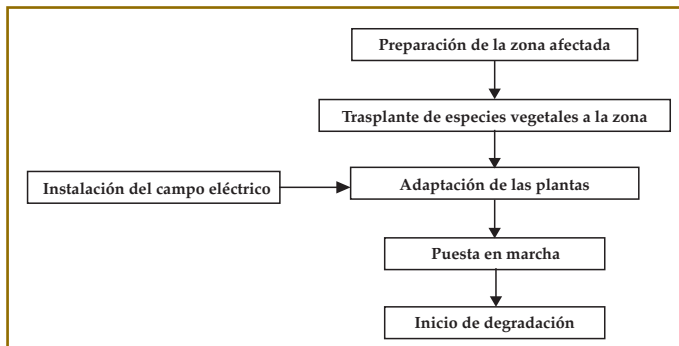 Preparación de la zona afectada
Trasplante de especies vegetales a la zona
Instalación del campo eléctrico
Adaptación de las plantas
Puesta en marcha
Inicio de degradación